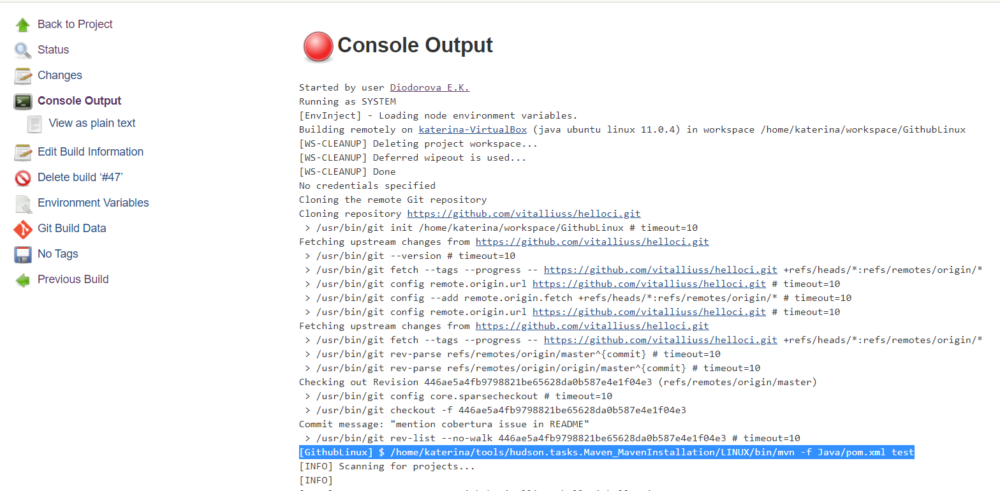 Back to Project
Status
Changes
Console Output
View as plain text
Edit Build Information
Delete build ‘#47’
Environment Variables
Git Build Data
No Tags
Previous Build
Console Output
Started by user Diodorova E.K.
Running as SYSTEM
[EnvInject] - Loading node environment variables.
Building remotely on katerina-VirtualBox (java ubuntu linux 11.0.4) in workspace /home/katerina/workspace/GithubLinux
[WS-CLEANUP] Deleting project workspace...
[WS-CLEANUP] Deferred wipeout is used...
[WS-CLEANUP] Done
No credentials specified
Cloning the remote Git repository
Cloning repository https://github.com/vitalliuss/helloci.git
> /usr/bin/git init /home/katerina/workspace/GithubLinux # timeout=10
Fetching upstream changes from https://github.com/vitalliuss/helloci.git
> /usr/bin/git --version # timeout=10
> /usr/bin/git fetch --tags --progress -- https://github.com/vitalliuss/helloci.git +refs/heads/*:refs/remotes/origin/*
> /usr/bin/git config remote.origin.url https://github.com/vitalliuss/helloci.git # timeout=10
> /usr/bin/git config --add remote.origin.fetch +refs/heads/*:refs/remotes/origin/* # timeout=10
> /usr/bin/git config remote.origin.url https://github.com/vitalliuss/helloci.git # timeout=10
Fetching upstream changes from https://github.com/vitalliuss/helloci.git
> /usr/bin/git fetch --tags --progress -- https://github.com/vitalliuss/helloci.git +refs/heads/*:refs/remotes/origin/*
> /usr/bin/git rev-parse refs/remotes/origin/master^{commit} # timeout=10
> /usr/bin/git rev-parse refs/remotes/origin/origin/master^{commit} # timeout=10
Checking out Revision 446ae5a4fb9798821be65628da0b587e4e1f04e3 (refs/remotes/origin/master)
> /usr/bin/git config core.sparsecheckout # timeout=10
> /usr/bin/git checkout -f 446ae5a4fb9798821be65628da0b587e4e1f04e3
Commit message: "mention cobertura issue in README"
> /usr/bin/git rev-list --no-walk 446ae5a4fb9798821be65628da0b587e4e1f04e3 # timeout=10
[GithubLinux] $ /home/katerina/tools/hudson.tasks.Maven_MavenInstallation/LINUX/bin/mvn -f Java/pom.xml test
[INFO] Scanning for projects...
[INFO]